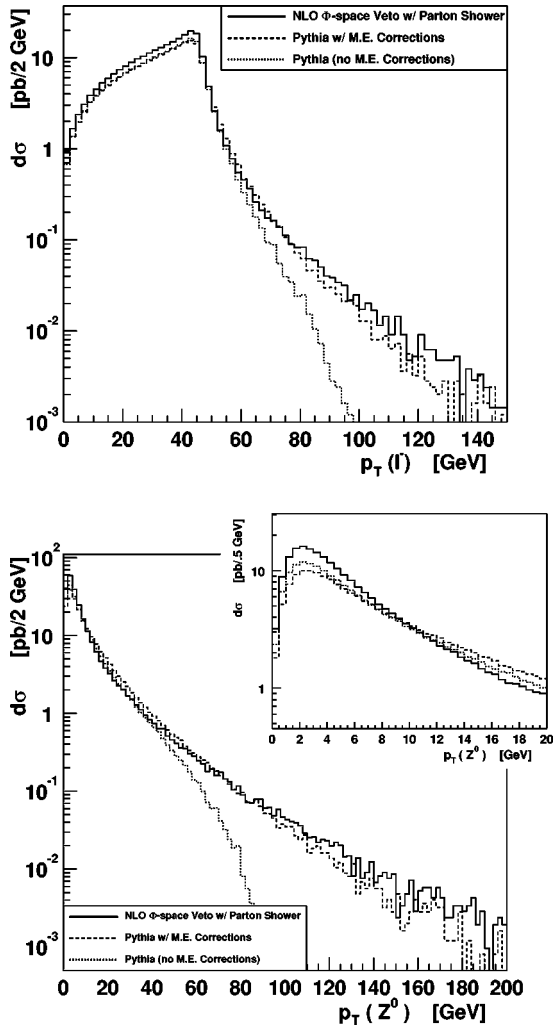 NLO Φ-space Veto w/ Parton Shower
Pythia w/ M.E. Corrections
Pythia (no M.E. Corrections)
dσ [pb/2 GeV]
10
1
10⁻¹
10⁻²
10⁻³
0 20 40 60 80 100 120 140
p_T (l⁻) [GeV]
dσ [pb/2 GeV]
10²
10
1
10⁻¹
10⁻²
10⁻³
dσ [pb/.5 GeV]
10
1
0 2 4 6 8 10 12 14 16 18 20
p_T ( Z⁰ ) [GeV]
NLO Φ-space Veto w/ Parton Shower
Pythia w/ M.E. Corrections
Pythia (no M.E. Corrections)
0 20 40 60 80 100 120 140 160 180 200
p_T ( Z⁰ ) [GeV]